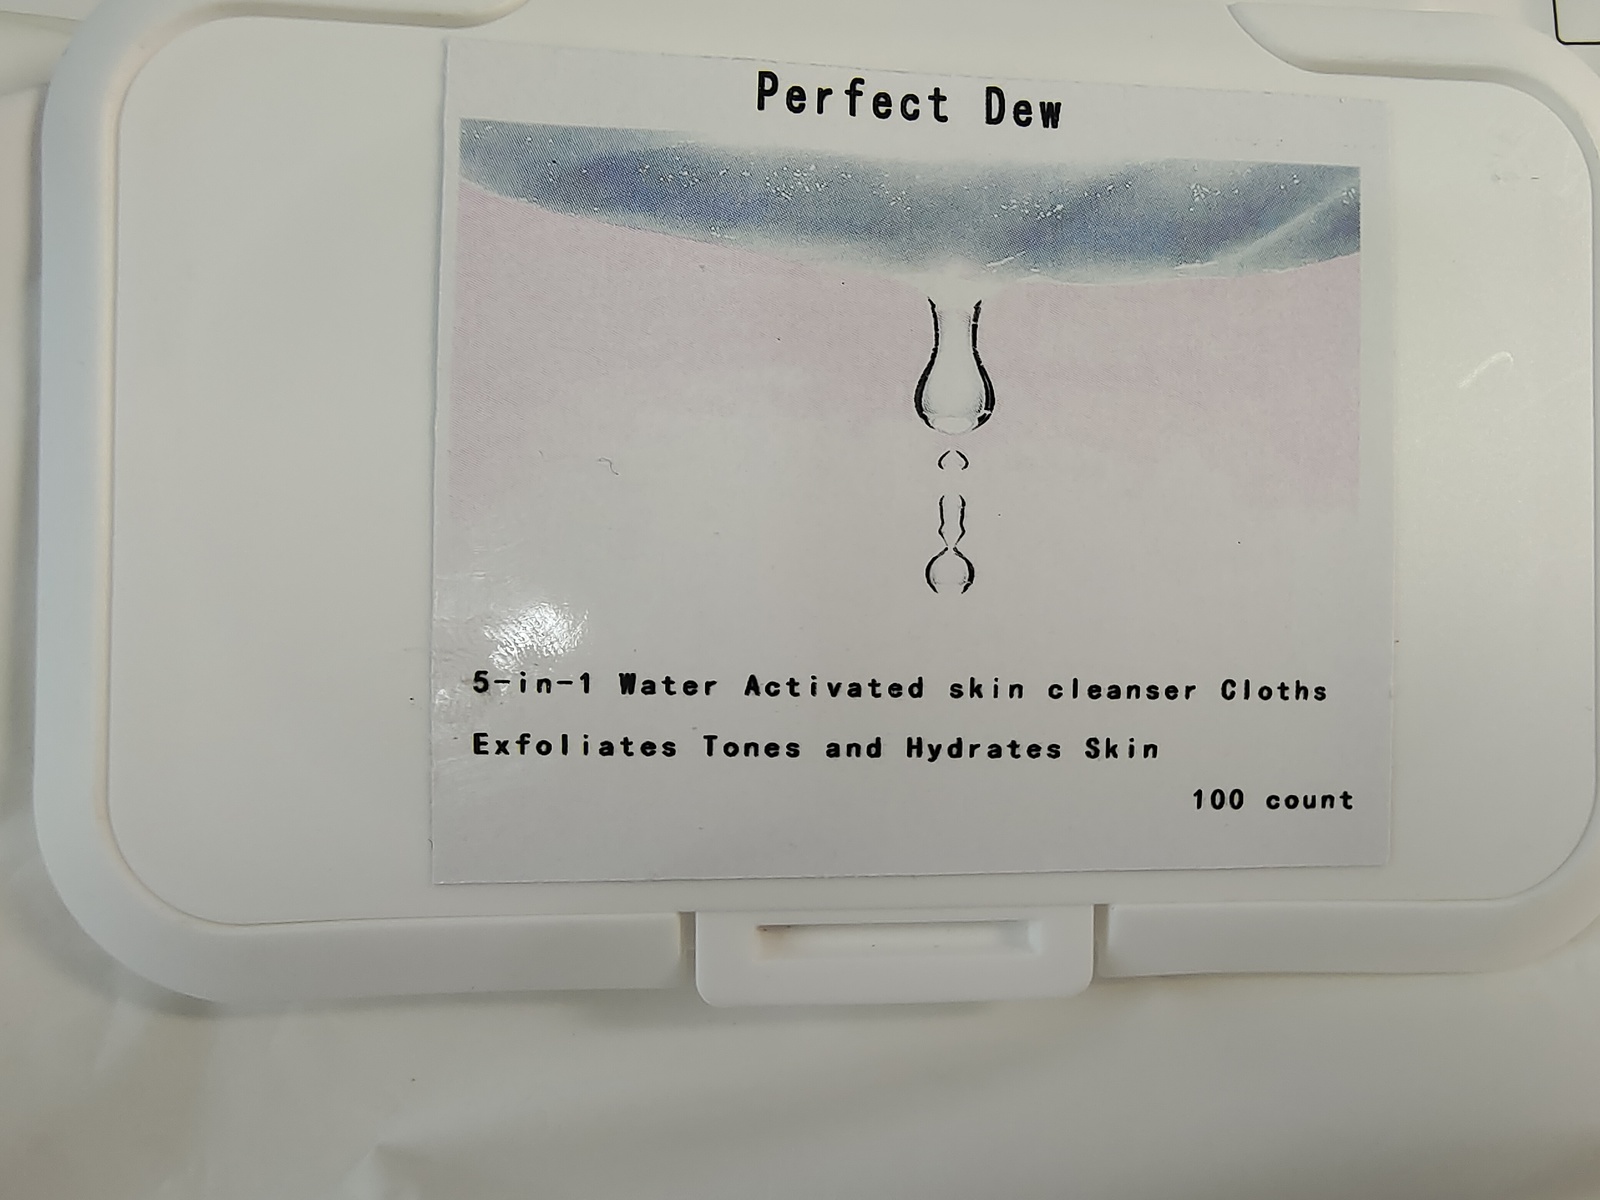 Perfect Dew
5-in-1 Water Activated skin cleanser Cloths
Exfoliates Tones and Hydrates Skin
100 count